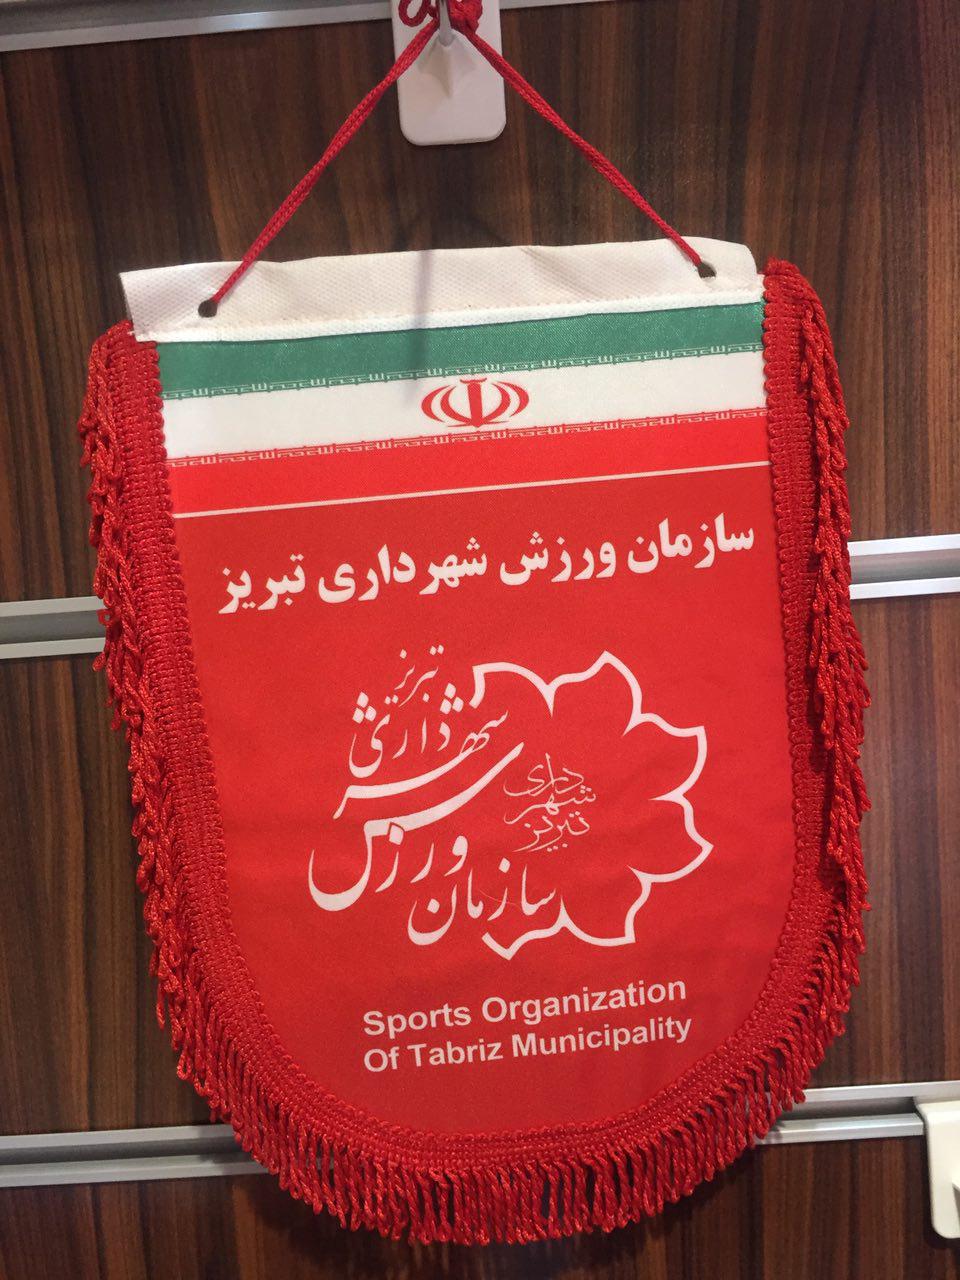 سازمان ورزش شهرداری تبریز
تبریز
شهرداری
ورزش
سازمان
شهرداری
تبریز
Sports Organization
Of Tabriz Municipality